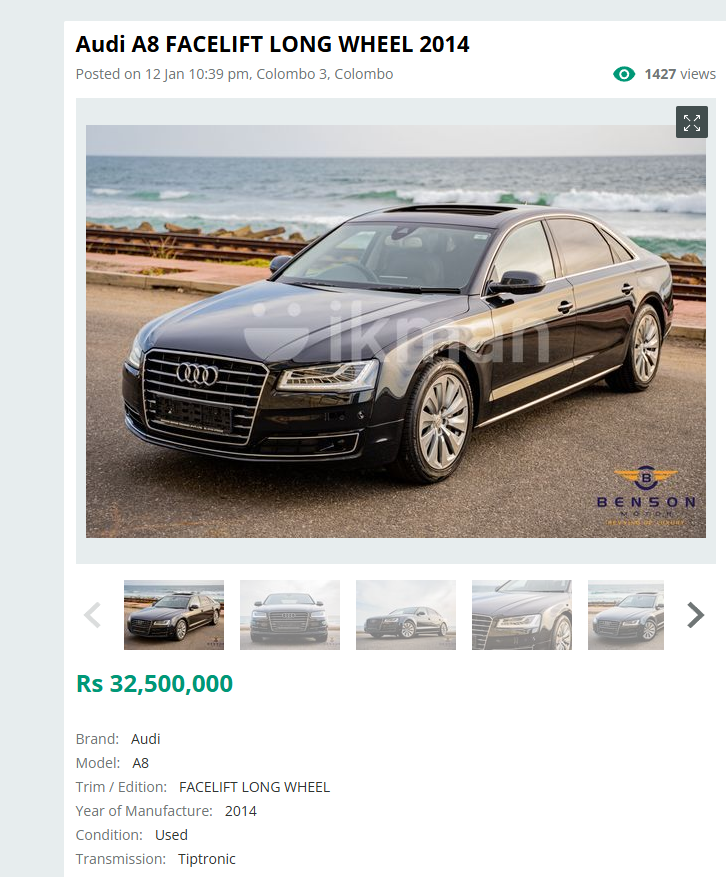 Audi A8 FACELIFT LONG WHEEL 2014
Posted on 12 Jan 10:39 pm, Colombo 3, Colombo
1427 views
ikman
B
BENSON
MOTOR
Rs 32,500,000
Brand: Audi
Model: A8
Trim / Edition: FACELIFT LONG WHEEL
Year of Manufacture: 2014
Condition: Used
Transmission: Tiptronic